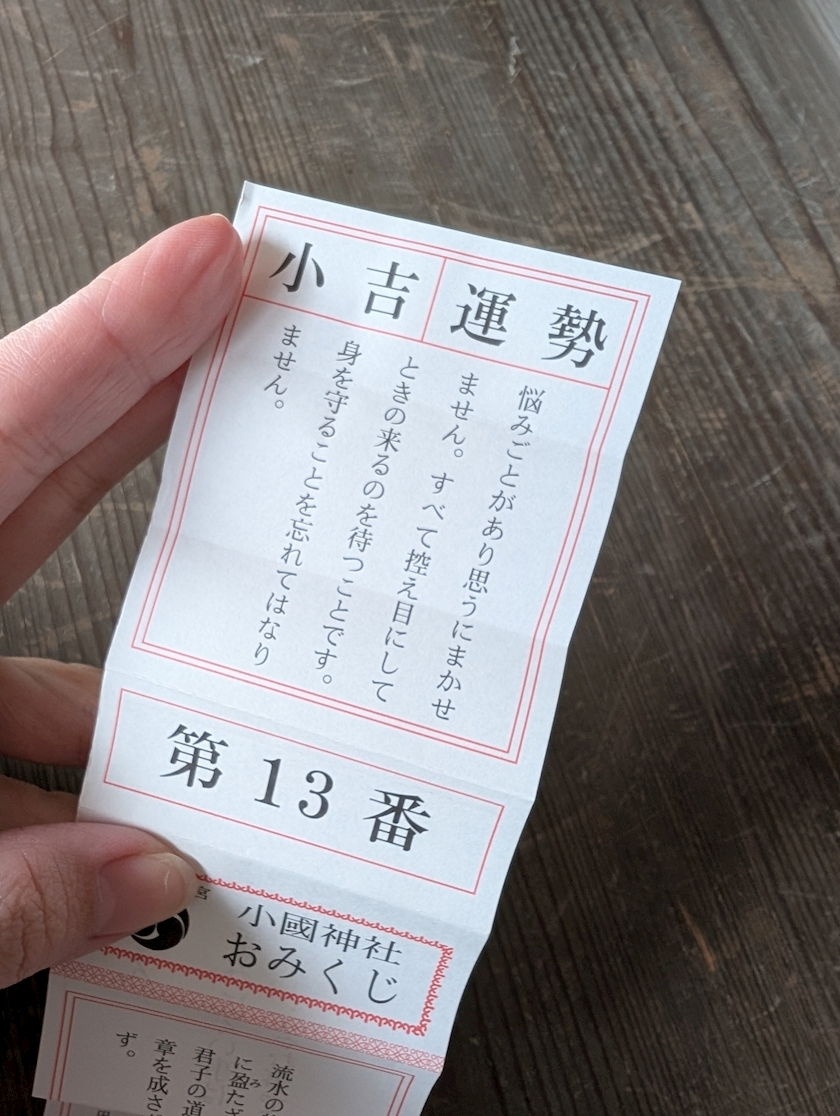 小吉 運勢
悩みごとがあり思うにまかせ
ません。すべて控え目にして
ときの来るのを待つことです。
身を守ることを忘れてはなり
ません。
第13番
宮
小國神社
おみくじ
流水の
に盈たざ
み
君子の道
章を成さ
ず。